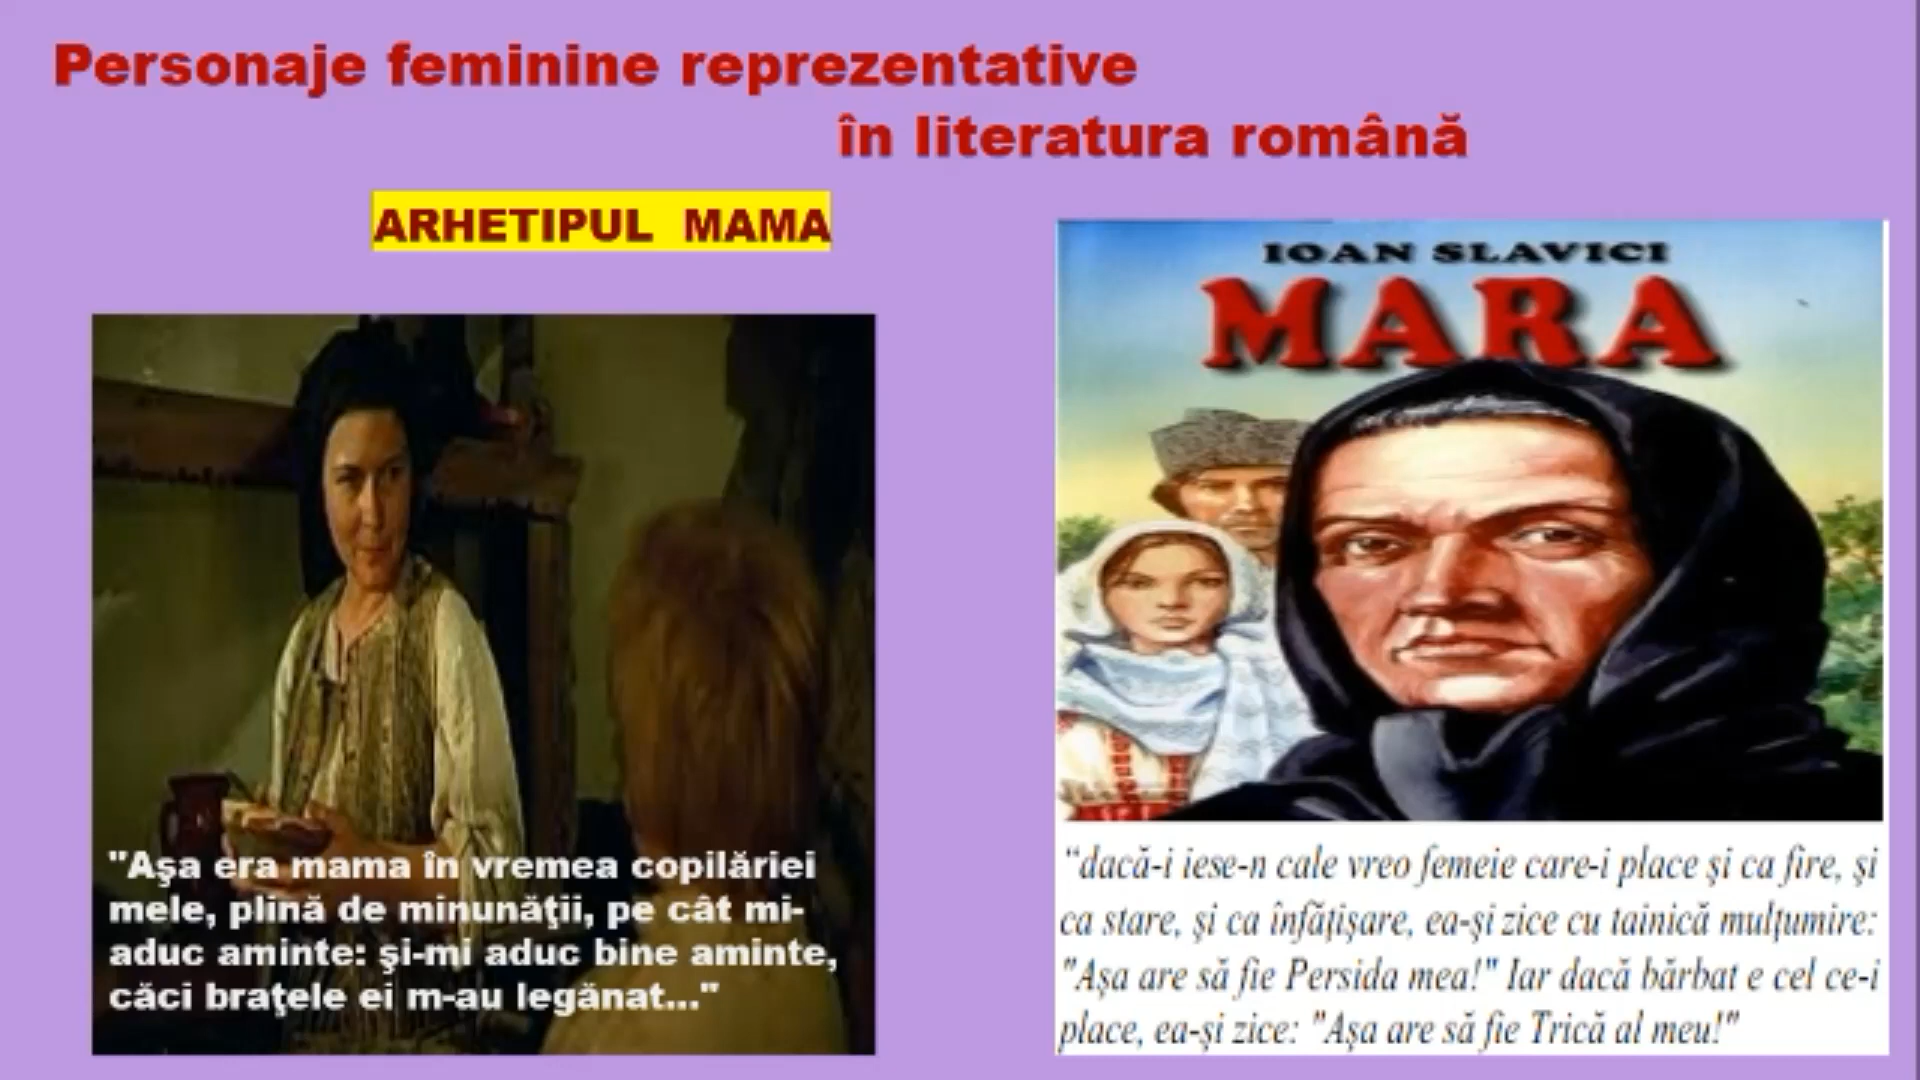 Personaje feminine reprezentative
în literatura română
ARHETIPUL MAMA
"Aşa era mama în vremea copilăriei
mele, plină de minunăţii, pe cât mi-
aduc aminte: şi-mi aduc bine aminte,
căci braţele ei m-au legănat..."
IOAN SLAVICI
MARA
“dacă-i iese-n cale vreo femeie care-i place şi ca fire, şi
ca stare, şi ca înfăţişare, ea-şi zice cu tainică mulţumire:
"Aşa are să fie Persida mea!" Iar dacă bărbat e cel ce-i
place, ea-şi zice: "Aşa are să fie Trică al meu!"